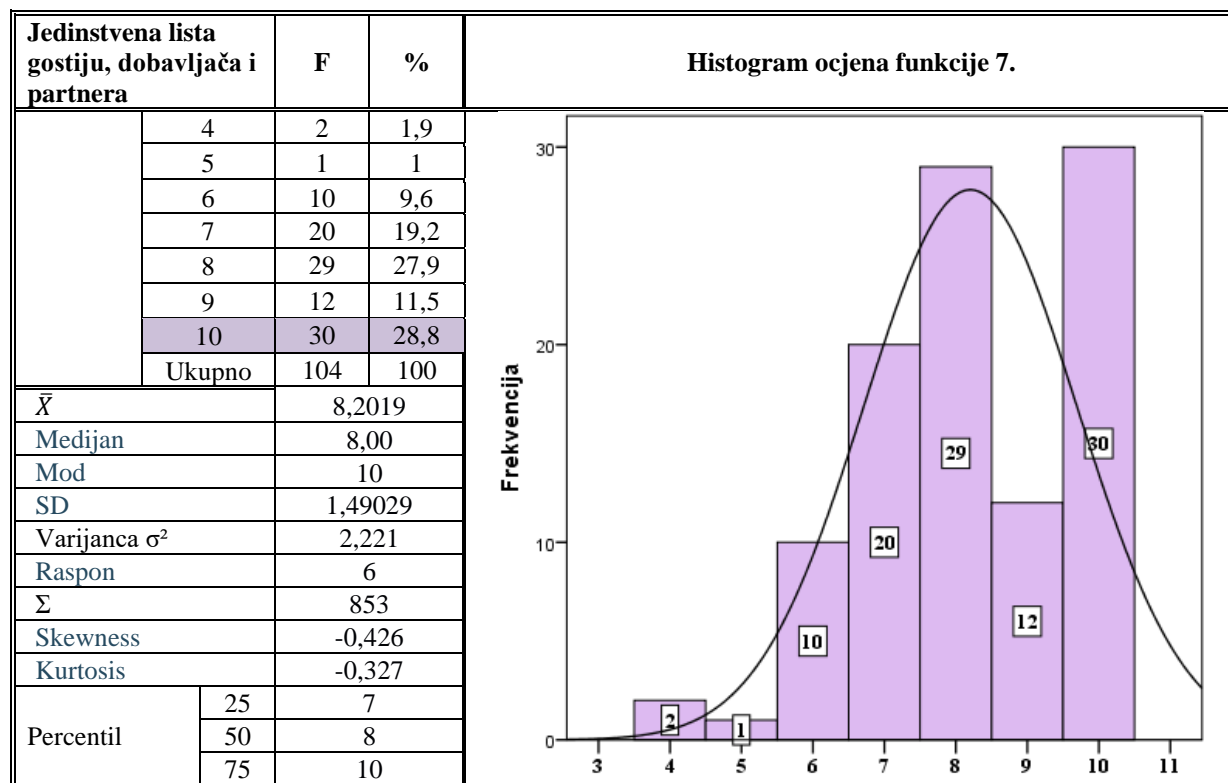 Jedinstvena lista
gostiju, dobavljača i
partnera
F
%
Histogram ocjena funkcije 7.
4 2 1,9
5 1 1
6 10 9,6
7 20 19,2
8 29 27,9
9 12 11,5
10 30 28,8
Ukupno 104 100
X̄ 8,2019
Medijan 8,00
Mod 10
SD 1,49029
Varijanca σ² 2,221
Raspon 6
Σ 853
Skewness -0,426
Kurtosis -0,327
Percentil
25 7
50 8
75 10
Frekvencija
30
20
10
0
2
1
10
20
29
12
30
3 4 5 6 7 8 9 10 11